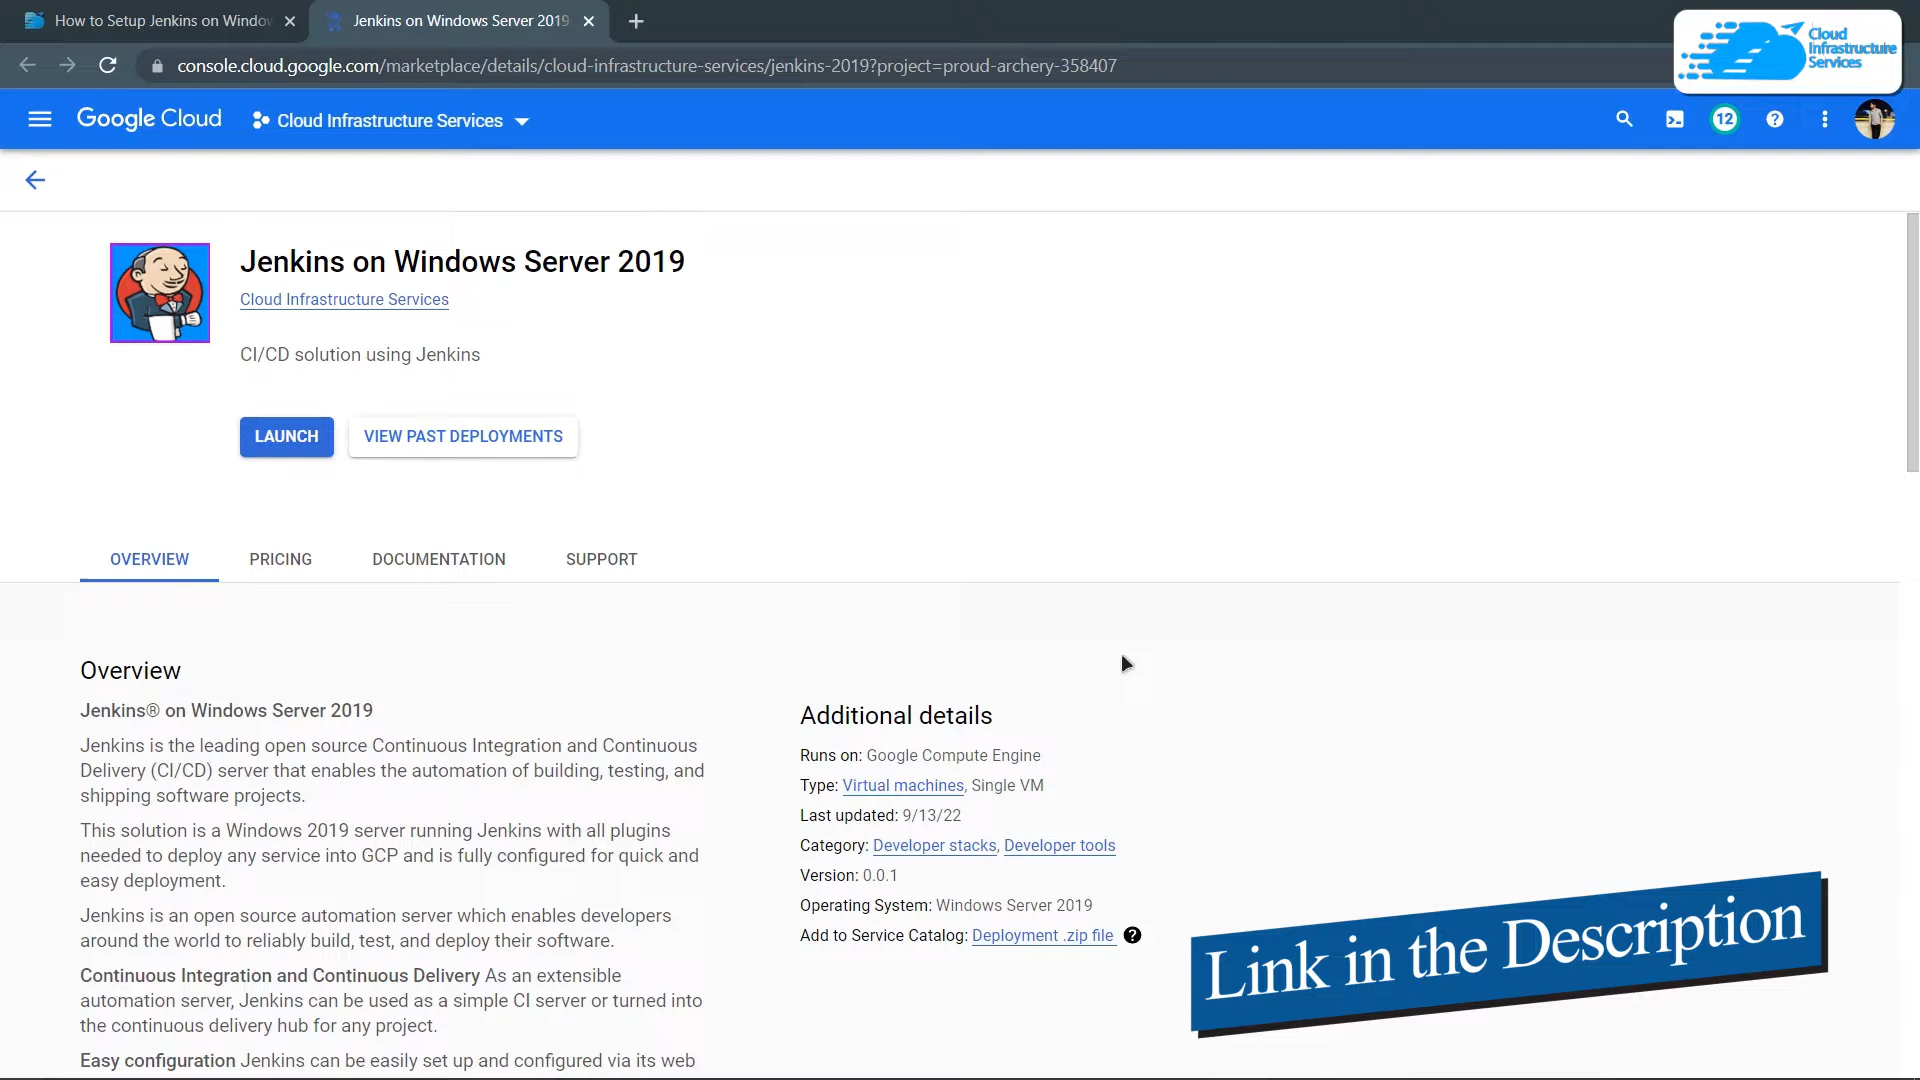 How to Setup Jenkins on Windo
Jenkins on Windows Server 2019
Cloud
Infrastructure
Services
console.cloud.google.com/marketplace/details/cloud-infrastructure-services/jenkins-2019?project=proud-archery-358407
Google Cloud
Cloud Infrastructure Services
12
Jenkins on Windows Server 2019
Cloud Infrastructure Services
CI/CD solution using Jenkins
LAUNCH
VIEW PAST DEPLOYMENTS
OVERVIEW
PRICING
DOCUMENTATION
SUPPORT
Overview
Jenkins® on Windows Server 2019
Jenkins is the leading open source Continuous Integration and Continuous
Delivery (CI/CD) server that enables the automation of building, testing, and
shipping software projects.
This solution is a Windows 2019 server running Jenkins with all plugins
needed to deploy any service into GCP and is fully configured for quick and
easy deployment.
Jenkins is an open source automation server which enables developers
around the world to reliably build, test, and deploy their software.
Continuous Integration and Continuous Delivery As an extensible
automation server, Jenkins can be used as a simple CI server or turned into
the continuous delivery hub for any project.
Easy configuration Jenkins can be easily set up and configured via its web
Additional details
Runs on: Google Compute Engine
Type: Virtual machines, Single VM
Last updated: 9/13/22
Category: Developer stacks, Developer tools
Version: 0.0.1
Operating System: Windows Server 2019
Add to Service Catalog: Deployment .zip file
Link in the Description